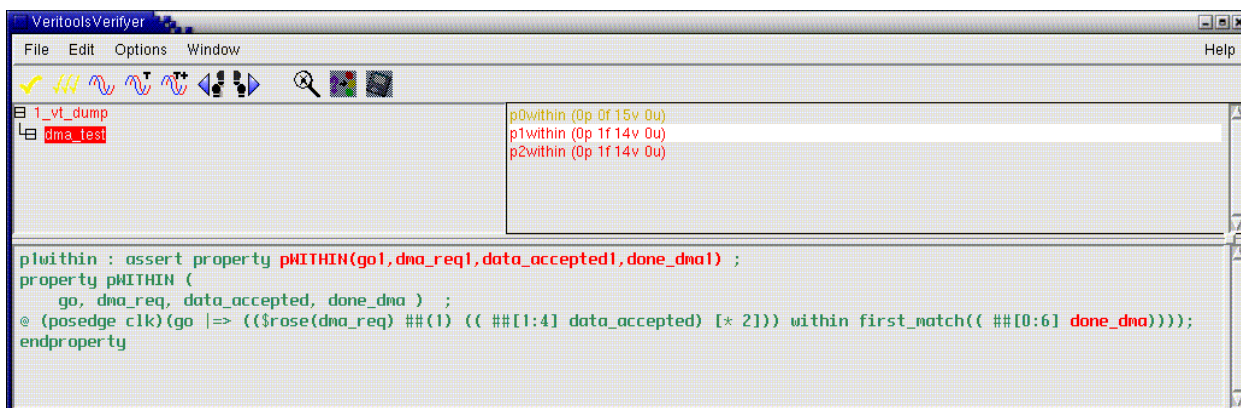 VeritoolsVerifyer
File Edit Options Window Help
T T+
1_vt_dump
dma_test
p0within (0p 0f 15v 0u)
p1within (0p 1f 14v 0u)
p2within (0p 1f 14v 0u)
p1within : assert property pWITHIN(go1,dma_req1,data_accepted1,done_dma1) ;
property pWITHIN (
go, dma_req, data_accepted, done_dma ) ;
@ (posedge clk)(go |=> (($rose(dma_req) ##(1) (( ##[1:4] data_accepted) [* 2])) within first_match(( ##[0:6] done_dma))));
endproperty